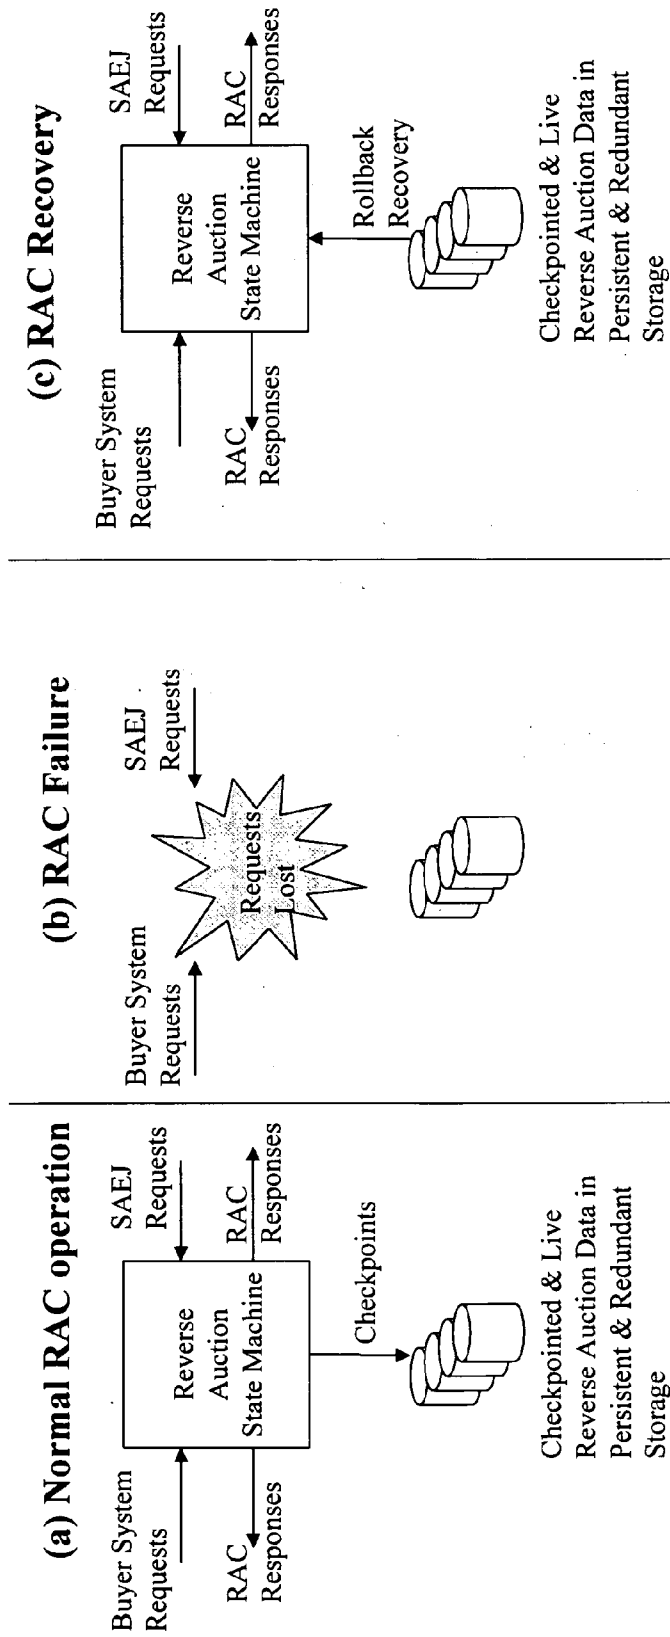 (a) Normal RAC operation
Buyer System
Requests
SAEJ
Requests
Reverse
Auction
State Machine
RAC
Responses
RAC
Responses
Checkpoints
Checkpointed & Live
Reverse Auction Data in
Persistent & Redundant
Storage
(b) RAC Failure
Buyer System
Requests
SAEJ
Requests
Requests
Lost
(c) RAC Recovery
Buyer System
Requests
SAEJ
Requests
Reverse
Auction
State Machine
RAC
Responses
RAC
Responses
Rollback
Recovery
Checkpointed & Live
Reverse Auction Data in
Persistent & Redundant
Storage